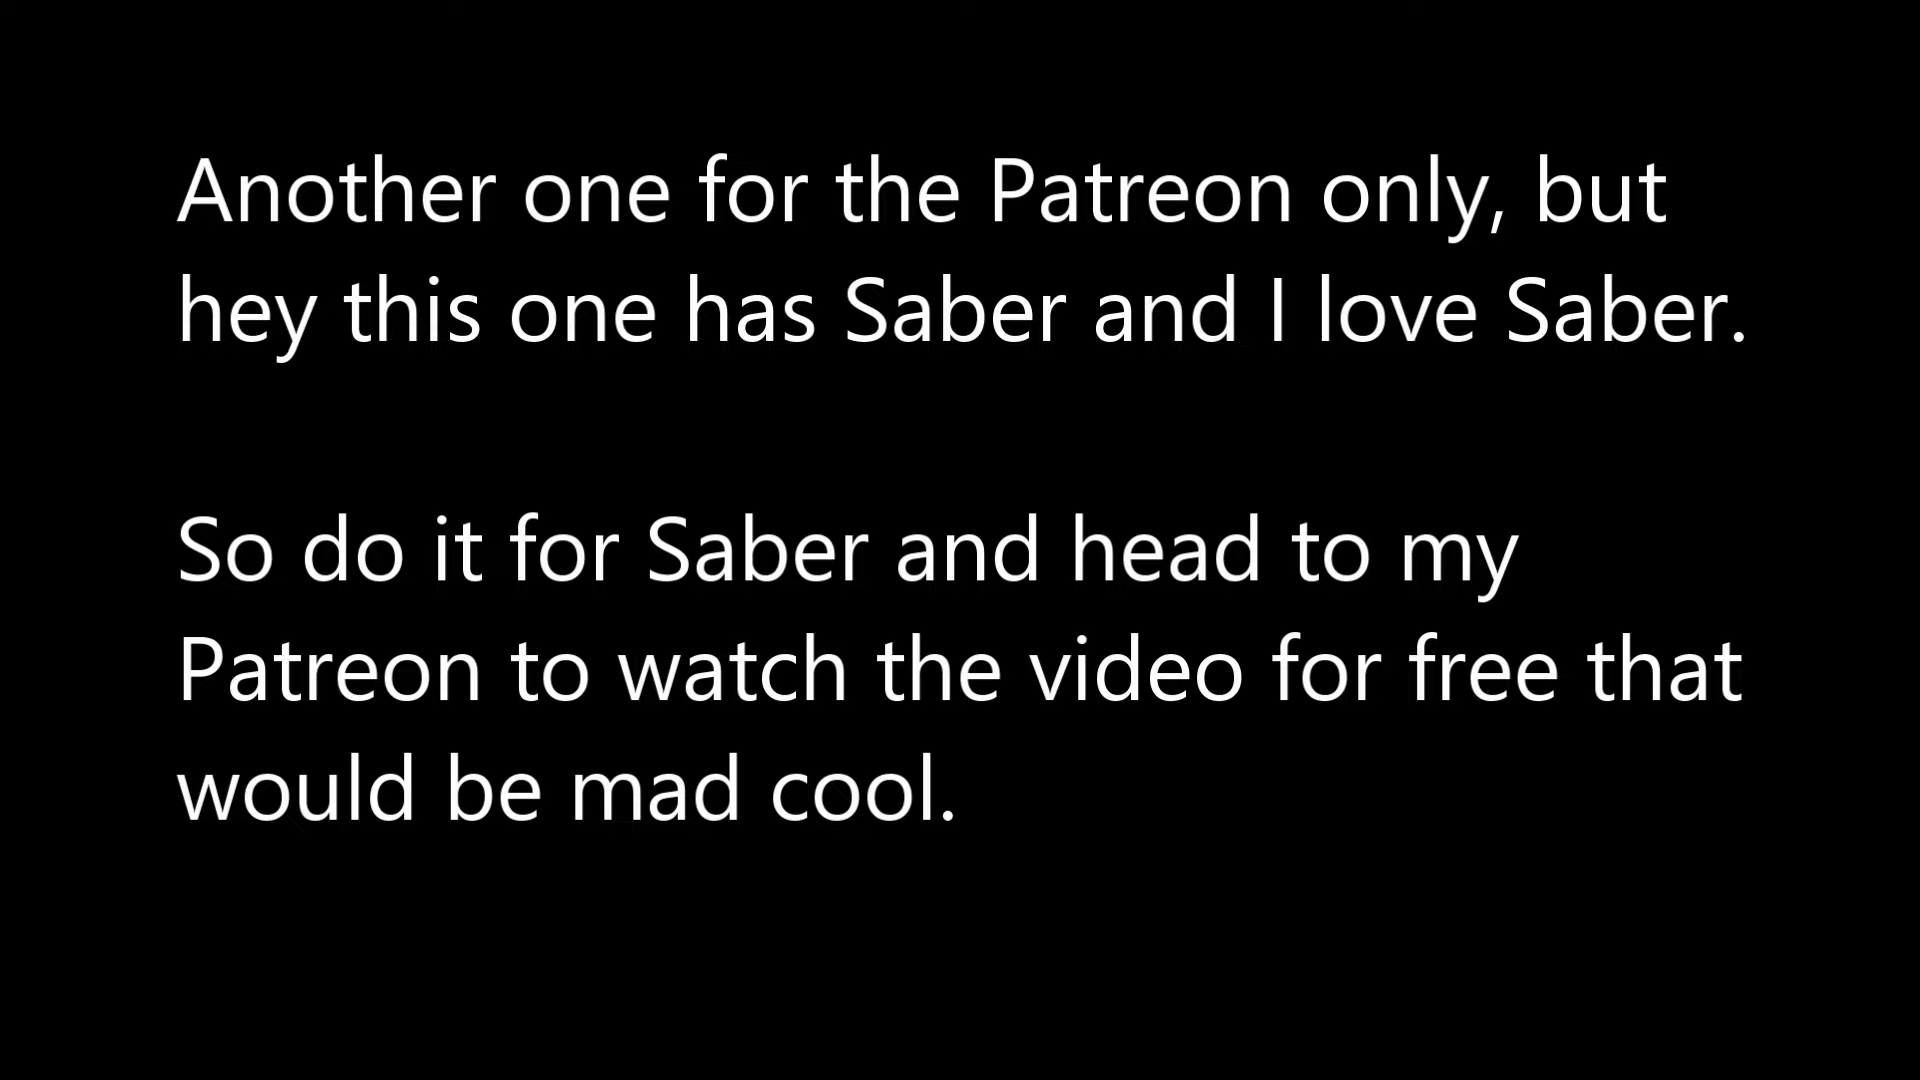 Another one for the Patreon only, but
hey this one has Saber and I love Saber.
So do it for Saber and head to my
Patreon to watch the video for free that
would be mad cool.